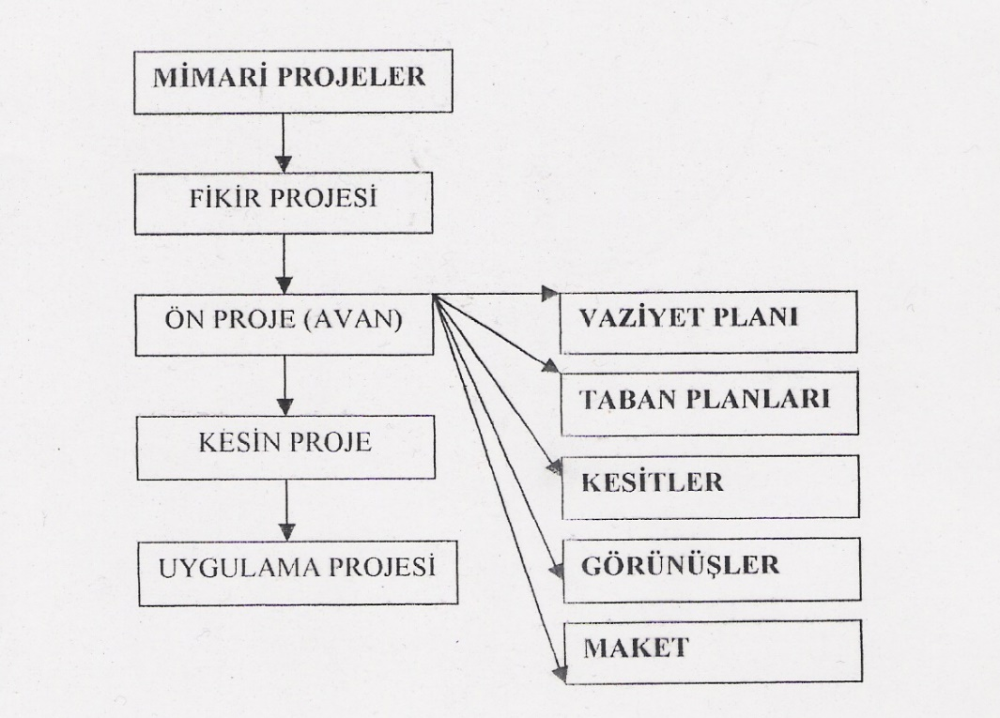 MİMARİ PROJELER
FİKİR PROJESİ
ÖN PROJE (AVAN)
KESİN PROJE
UYGULAMA PROJESİ
VAZİYET PLANI
TABAN PLANLARI
KESİTLER
GÖRÜNÜŞLER
MAKET